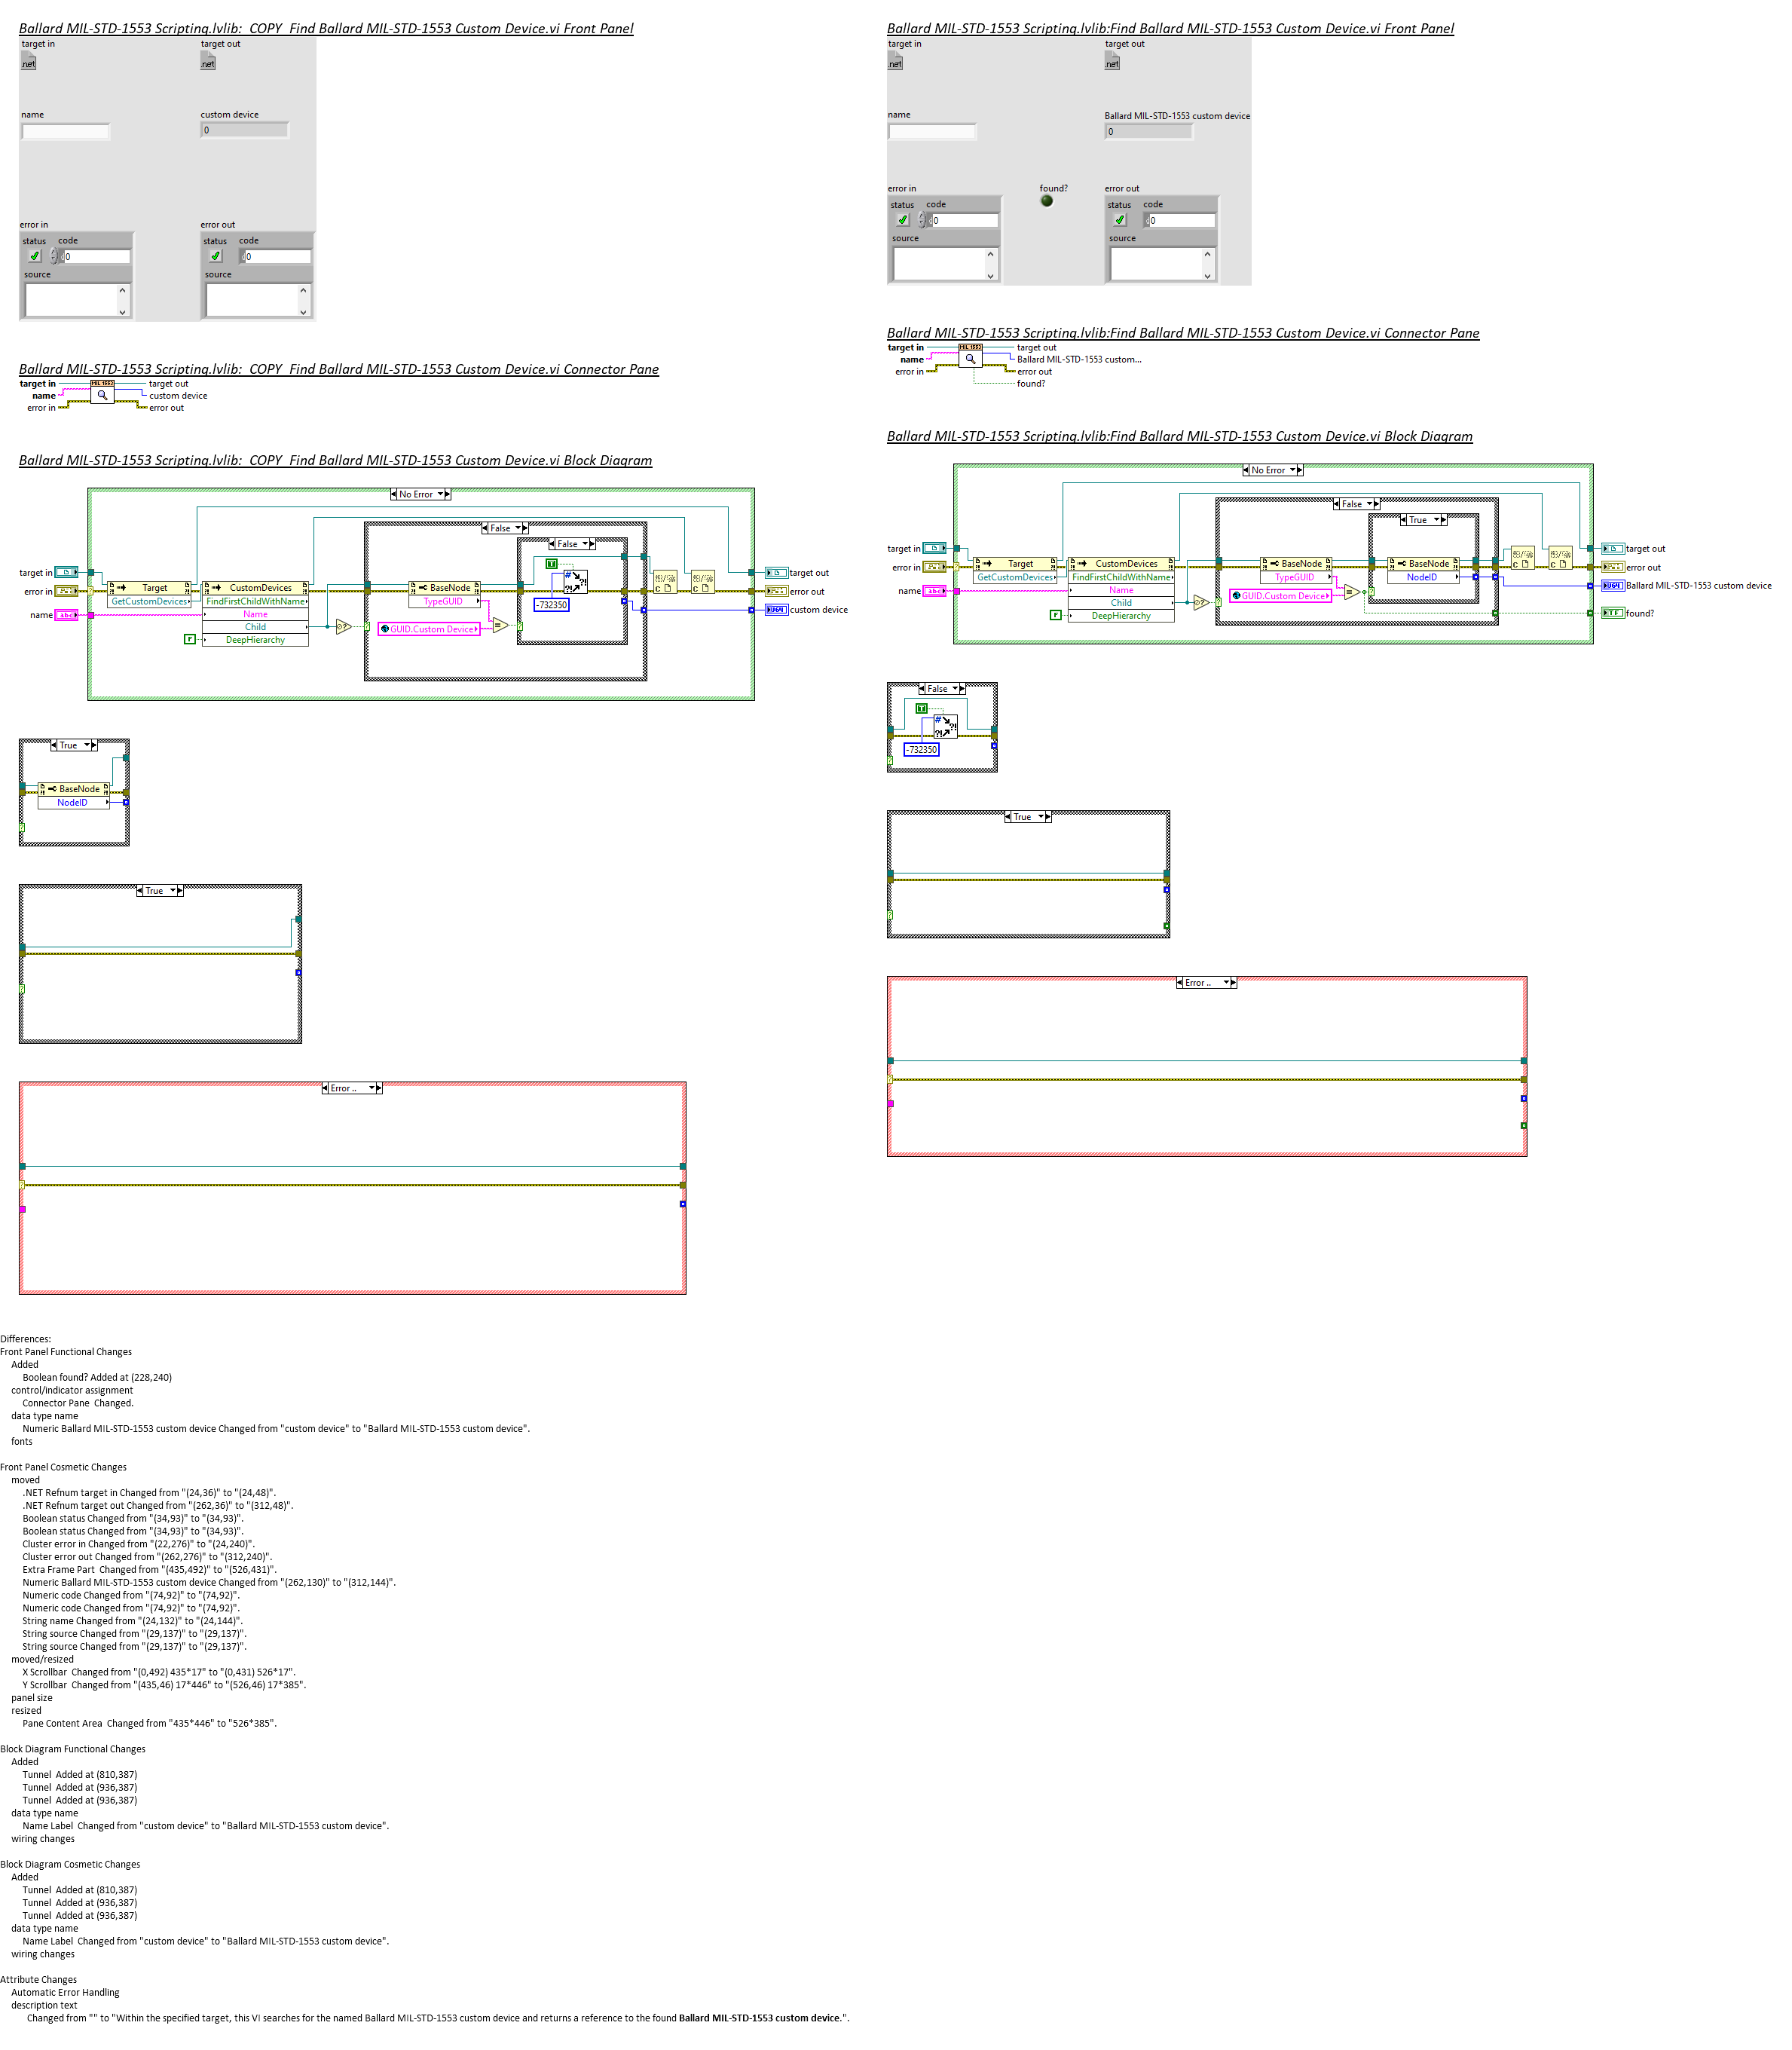 Ballard MIL-STD-1553 Scripting.lvlib:  COPY  Find Ballard MIL-STD-1553 Custom Device.vi Front Panel
target in
target out
name
custom device
0
error in
error out
status
code
0
source
status
code
0
source
Ballard MIL-STD-1553 Scripting.lvlib:  COPY  Find Ballard MIL-STD-1553 Custom Device.vi Connector Pane
target in
name
error in
MIL 1553
target out
custom device
error out
Ballard MIL-STD-1553 Scripting.lvlib:  COPY  Find Ballard MIL-STD-1553 Custom Device.vi Block Diagram
No Error
False
False
target in
error in
name
Target
GetCustomDevices
CustomDevices
FindFirstChildWithName
Name
Child
DeepHierarchy
BaseNode
TypeGUID
GUID.Custom Device
-732350
target out
error out
custom device
True
BaseNode
NodeID
True
Error ..
Ballard MIL-STD-1553 Scripting.lvlib:Find Ballard MIL-STD-1553 Custom Device.vi Front Panel
target in
target out
name
Ballard MIL-STD-1553 custom device
0
error in
found?
error out
status
code
0
source
status
code
0
source
Ballard MIL-STD-1553 Scripting.lvlib:Find Ballard MIL-STD-1553 Custom Device.vi Connector Pane
target in
name
error in
MIL 1553
target out
Ballard MIL-STD-1553 custom...
error out
found?
Ballard MIL-STD-1553 Scripting.lvlib:Find Ballard MIL-STD-1553 Custom Device.vi Block Diagram
No Error
False
True
target in
error in
name
Target
GetCustomDevices
CustomDevices
FindFirstChildWithName
Name
Child
DeepHierarchy
BaseNode
TypeGUID
GUID.Custom Device
BaseNode
NodeID
target out
error out
Ballard MIL-STD-1553 custom device
found?
False
-732350
True
Error ..
Differences:
Front Panel Functional Changes
Added
Boolean found? Added at (228,240)
control/indicator assignment
Connector Pane  Changed.
data type name
Numeric Ballard MIL-STD-1553 custom device Changed from "custom device" to "Ballard MIL-STD-1553 custom device".
fonts
Front Panel Cosmetic Changes
moved
.NET Refnum target in Changed from "(24,36)" to "(24,48)".
.NET Refnum target out Changed from "(262,36)" to "(312,48)".
Boolean status Changed from "(34,93)" to "(34,93)".
Boolean status Changed from "(34,93)" to "(34,93)".
Cluster error in Changed from "(22,276)" to "(24,240)".
Cluster error out Changed from "(262,276)" to "(312,240)".
Extra Frame Part  Changed from "(435,492)" to "(526,431)".
Numeric Ballard MIL-STD-1553 custom device Changed from "(262,130)" to "(312,144)".
Numeric code Changed from "(74,92)" to "(74,92)".
Numeric code Changed from "(74,92)" to "(74,92)".
String name Changed from "(24,132)" to "(24,144)".
String source Changed from "(29,137)" to "(29,137)".
String source Changed from "(29,137)" to "(29,137)".
moved/resized
X Scrollbar  Changed from "(0,492) 435*17" to "(0,431) 526*17".
Y Scrollbar  Changed from "(435,46) 17*446" to "(526,46) 17*385".
panel size
resized
Pane Content Area  Changed from "435*446" to "526*385".
Block Diagram Functional Changes
Added
Tunnel  Added at (810,387)
Tunnel  Added at (936,387)
Tunnel  Added at (936,387)
data type name
Name Label  Changed from "custom device" to "Ballard MIL-STD-1553 custom device".
wiring changes
Block Diagram Cosmetic Changes
Added
Tunnel  Added at (810,387)
Tunnel  Added at (936,387)
Tunnel  Added at (936,387)
data type name
Name Label  Changed from "custom device" to "Ballard MIL-STD-1553 custom device".
wiring changes
Attribute Changes
Automatic Error Handling
description text
Changed from "" to "Within the specified target, this VI searches for the named Ballard MIL-STD-1553 custom device and returns a reference to the found Ballard MIL-STD-1553 custom device.".